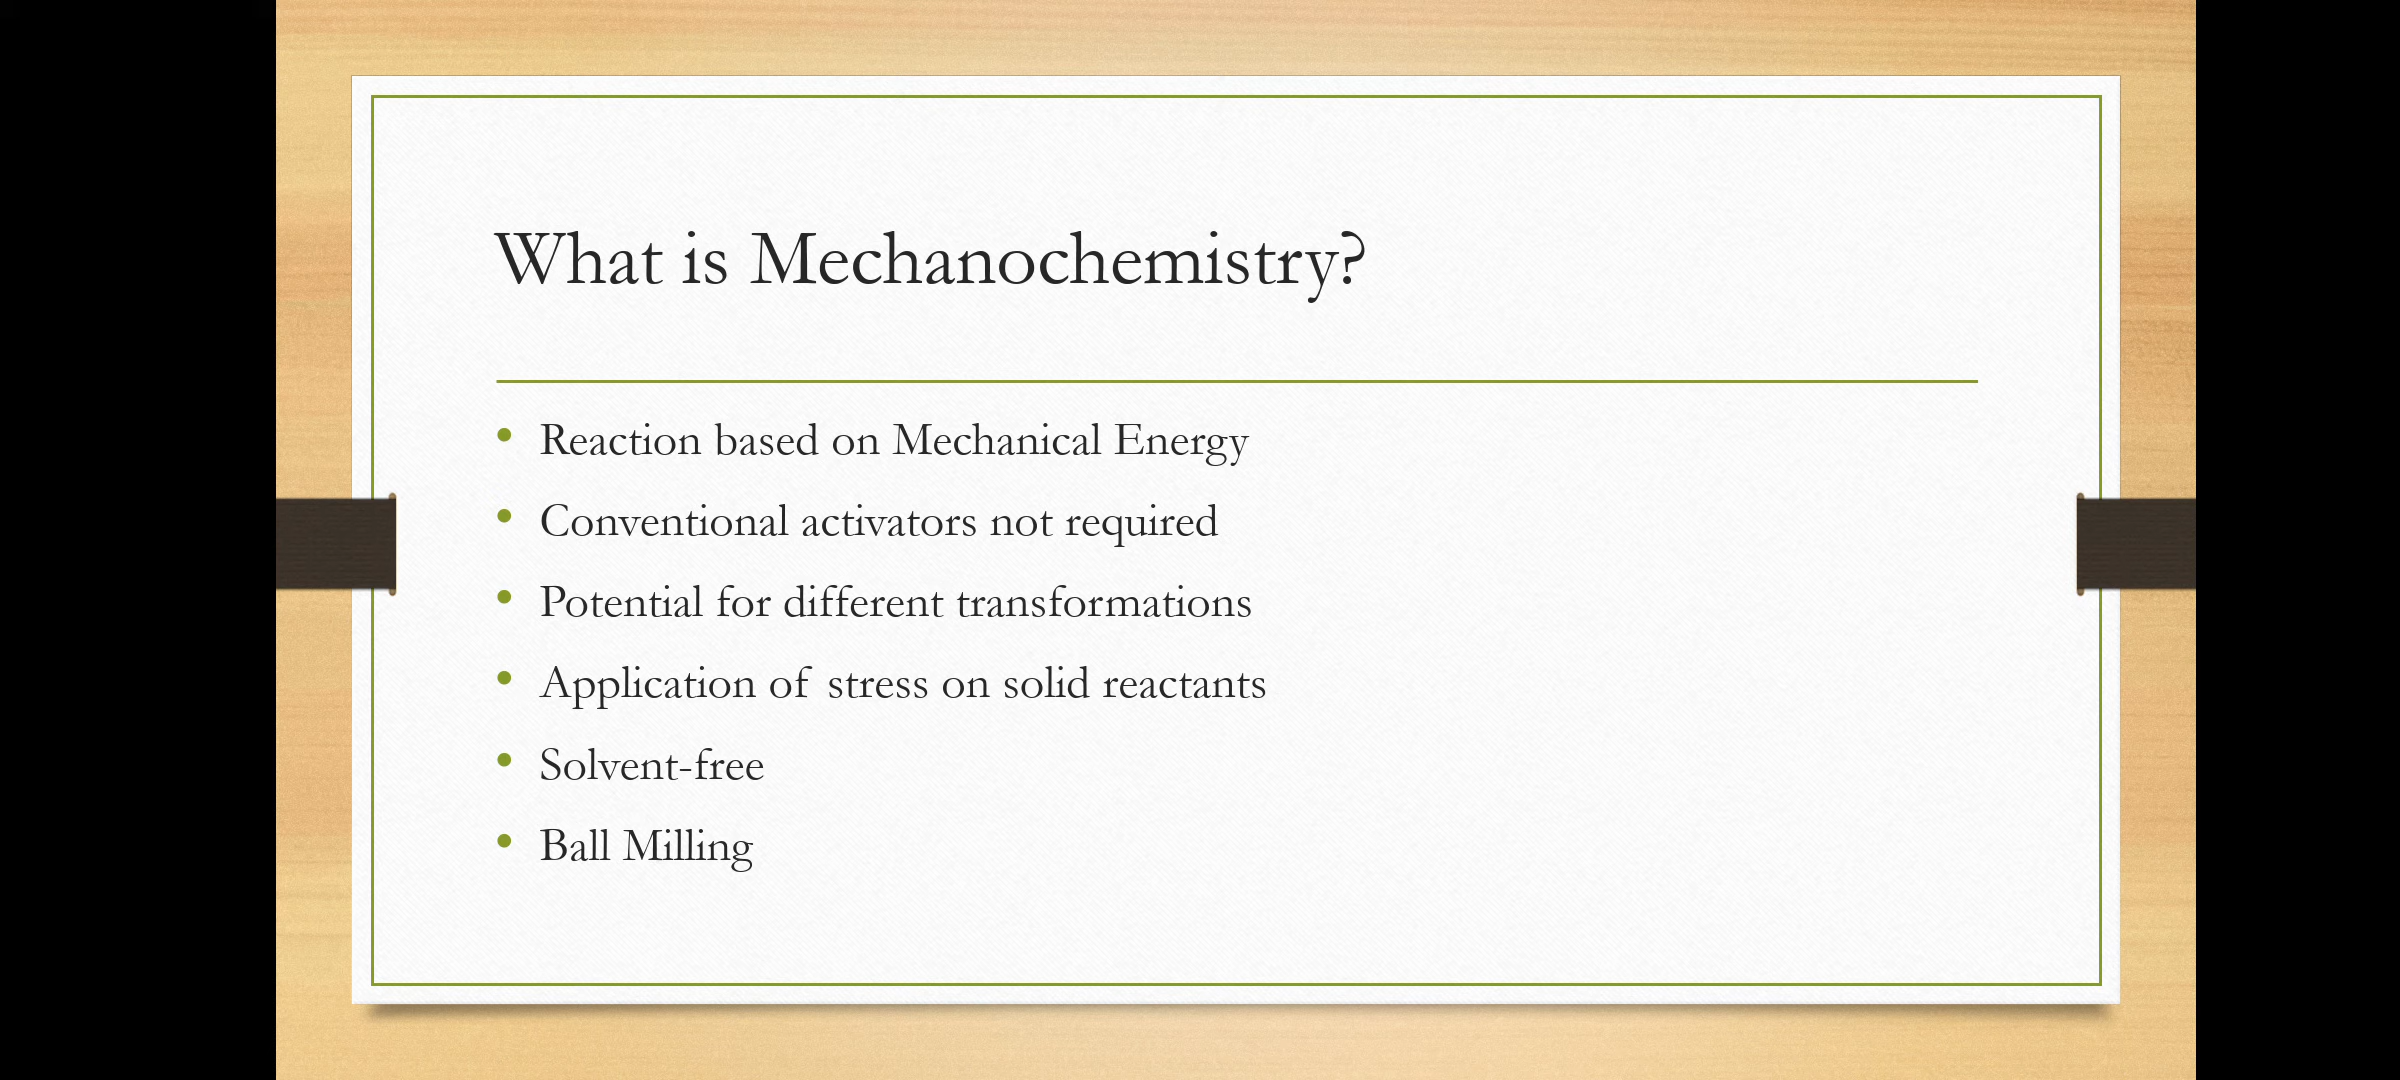 What is Mechanochemistry?
• Reaction based on Mechanical Energy
• Conventional activators not required
• Potential for different transformations
• Application of stress on solid reactants
• Solvent-free
• Ball Milling